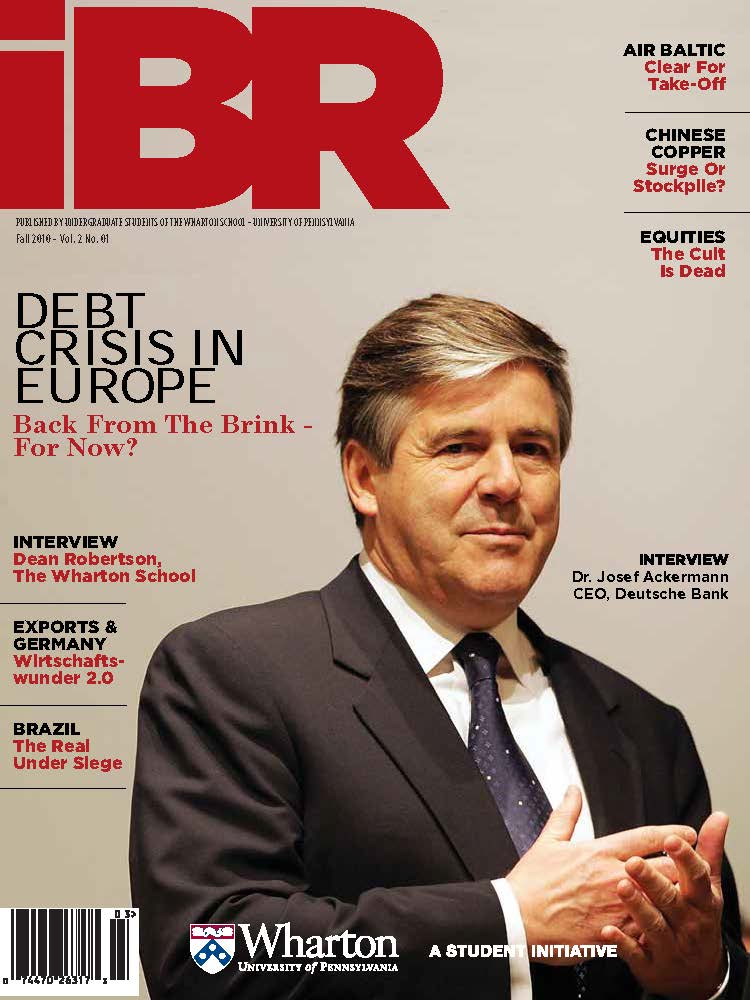 iBR
PUBLISHED BY UNDERGRADUATE STUDENTS OF THE WHARTON SCHOOL - UNIVERSITY OF PENNSYLVANIA
Fall 2010 - Vol. 2 No. 01
AIR BALTIC
Clear For
Take-Off
CHINESE
COPPER
Surge Or
Stockpile?
EQUITIES
The Cult
Is Dead
DEBT
CRISIS IN
EUROPE
Back From The Brink -
For Now?
INTERVIEW
Dean Robertson,
The Wharton School
EXPORTS &
GERMANY
Wirtschafts-
wunder 2.0
BRAZIL
The Real
Under Siege
INTERVIEW
Dr. Josef Ackermann
CEO, Deutsche Bank
03>
0 74470 26317 3
Wharton
UNIVERSITY of PENNSYLVANIA
A STUDENT INITIATIVE